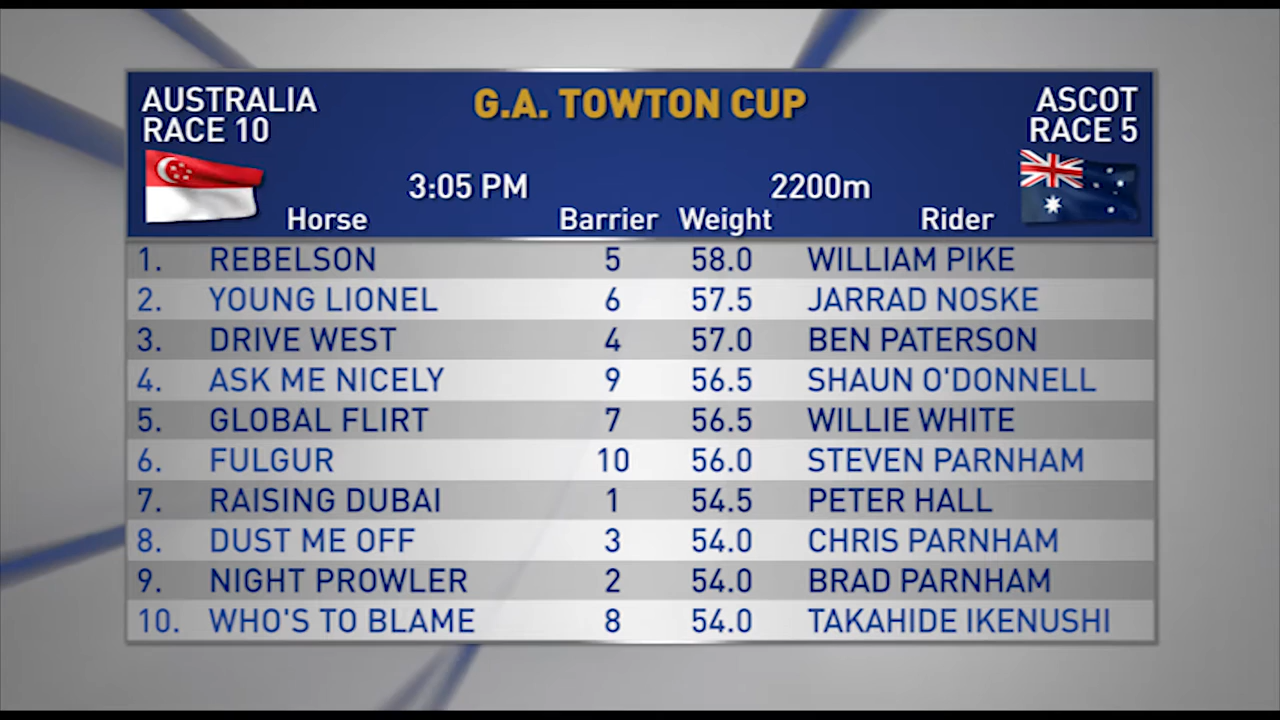 AUSTRALIA G.A. TOWTON CUP ASCOT
RACE 10 RACE 5
3:05 PM 2200m
Horse Barrier Weight Rider
1. REBELSON 5 58.0 WILLIAM PIKE
2. YOUNG LIONEL 6 57.5 JARRAD NOSKE
3. DRIVE WEST 4 57.0 BEN PATERSON
4. ASK ME NICELY 9 56.5 SHAUN O'DONNELL
5. GLOBAL FLIRT 7 56.5 WILLIE WHITE
6. FULGUR 10 56.0 STEVEN PARNHAM
7. RAISING DUBAI 1 54.5 PETER HALL
8. DUST ME OFF 3 54.0 CHRIS PARNHAM
9. NIGHT PROWLER 2 54.0 BRAD PARNHAM
10. WHO'S TO BLAME 8 54.0 TAKAHIDE IKENUSHI